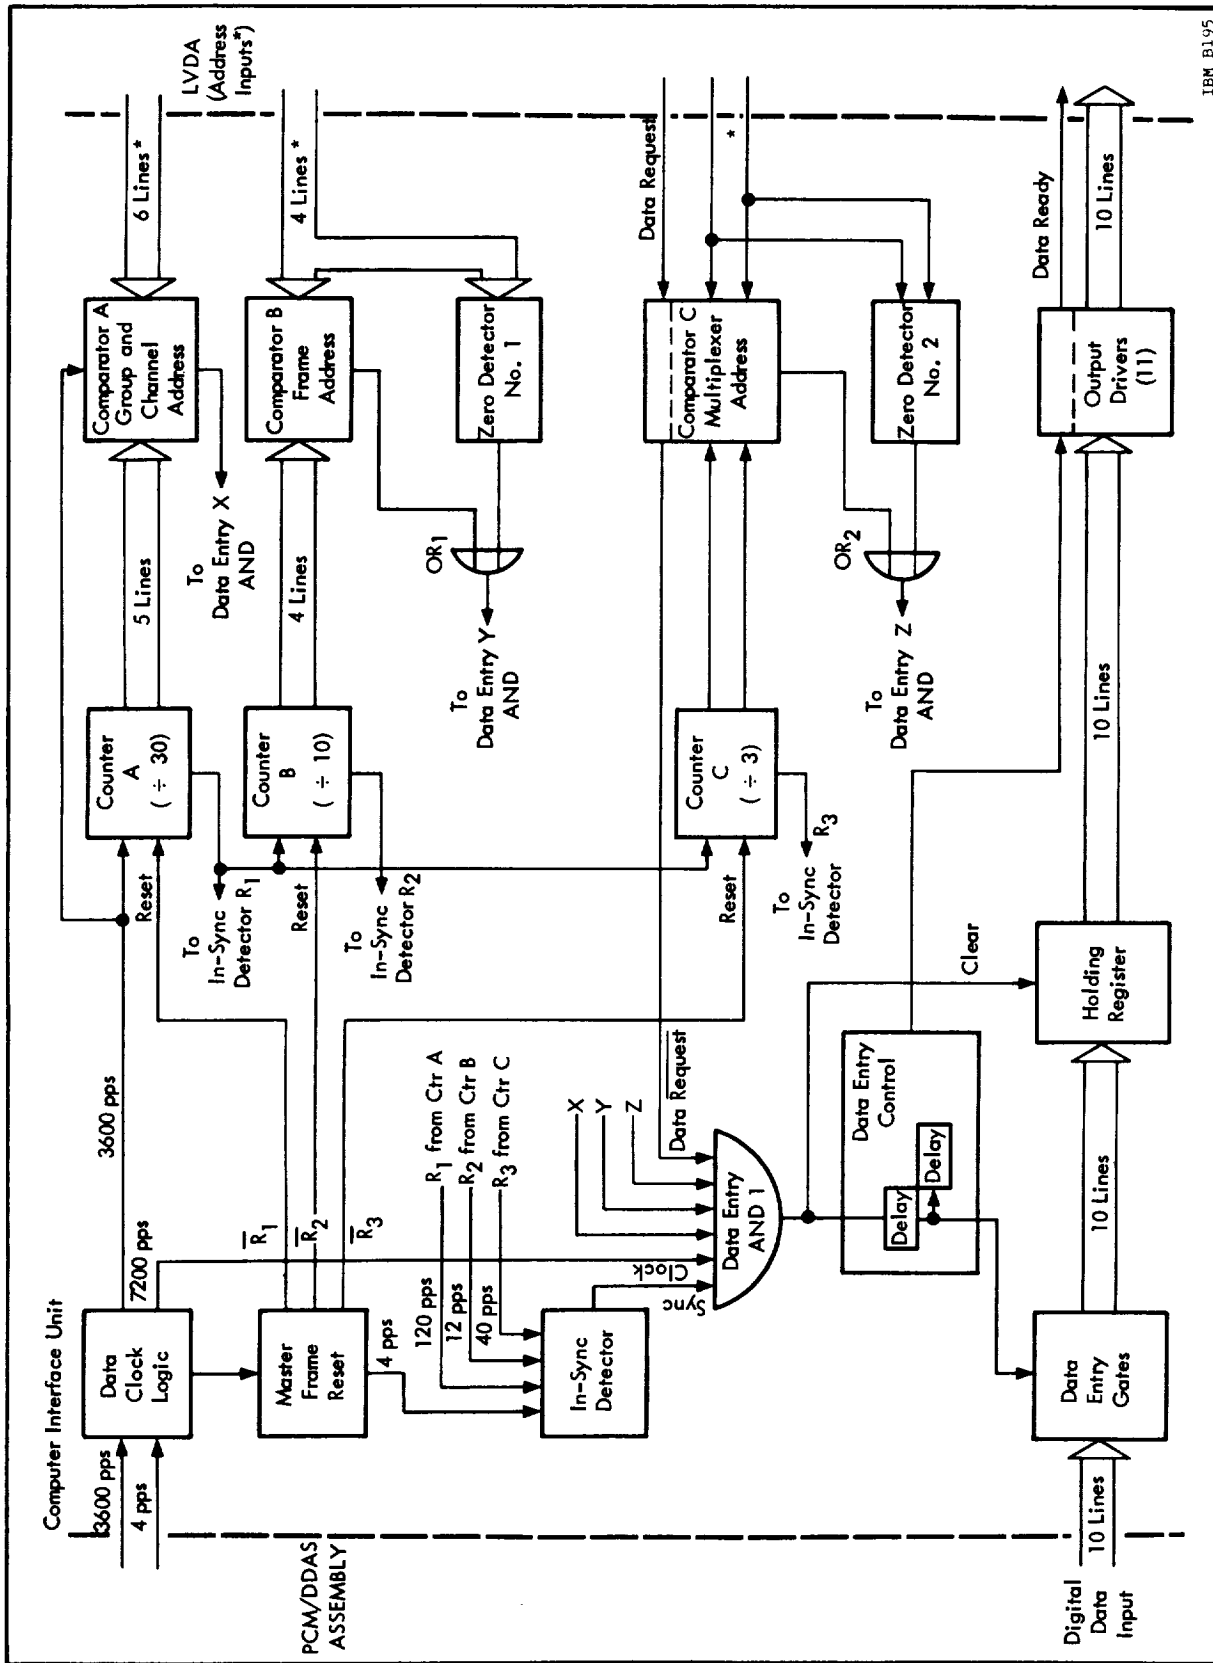 Computer Interface Unit
3600 pps
4 pps
PCM/DDAS
ASSEMBLY
Digital
Data
Input
10 Lines
Data
Clock
Logic
3600 pps
7200 pps
Master
Frame
Reset
R1
R2
R3
4 pps
120 pps
12 pps
40 pps
R1 from Ctr A
R2 from Ctr B
R3 from Ctr C
In-Sync
Detector
Sync
Clock
X
Y
Z
Data Request
Data Entry
AND 1
Data Entry
Control
Delay
Delay
Data
Entry
Gates
10 Lines
Clear
Holding
Register
10 Lines
Reset
Counter
A
( ÷ 30)
To
In-Sync
Detector R1
Reset
Counter
B
( ÷ 10)
To
In-Sync
Detector R2
Reset
Counter
C
( ÷ 3)
R3
To
In-Sync
Detector
5 Lines
To
Data Entry X
AND
4 Lines
OR1
To
Data Entry Y
AND
OR2
To
Data Entry Z
AND
Comparator A
Group and
Channel
Address
6 Lines*
LVDA
(Address
Inputs*)
Comparator B
Frame
Address
4 Lines*
Zero Detector
No. 1
Data Request
*
Comparator C
Multiplexer
Address
Zero Detector
No. 2
Output
Drivers
(11)
Data Ready
10 Lines
IBM B195